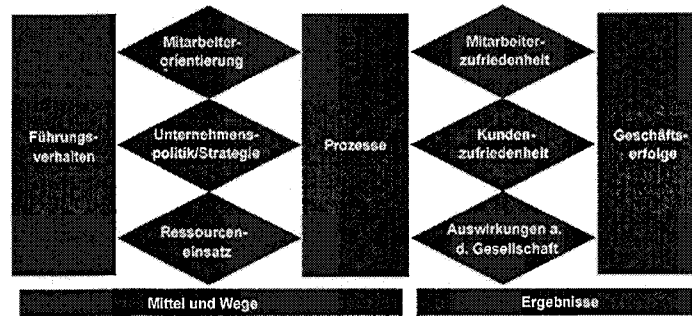 Führungs-
verhalten
Mitarbeiter-
orientierung
Unternehmens-
politik/Strategie
Ressourcen-
einsatz
Prozesse
Mitarbeiter-
zufriedenheit
Kunden-
zufriedenheit
Auswirkungen a.
d. Gesellschaft
Geschäfts-
erfolge
Mittel und Wege
Ergebnisse